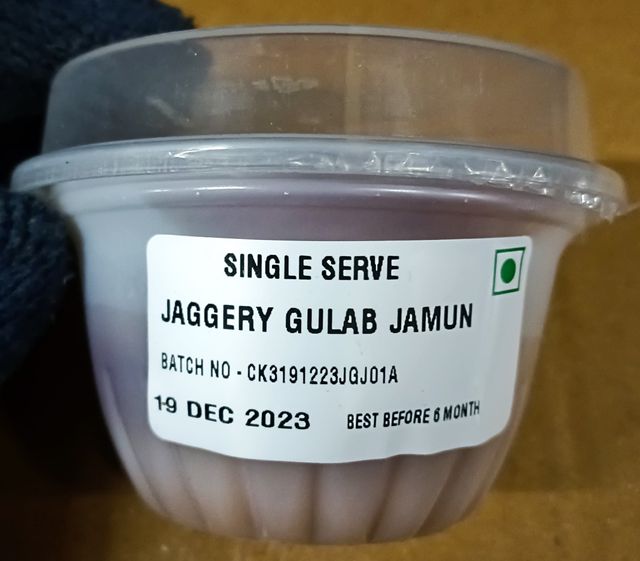 SINGLE SERVE
JAGGERY GULAB JAMUN
BATCH NO - CK3191223JGJ01A
19 DEC 2023 BEST BEFORE 6 MONTH